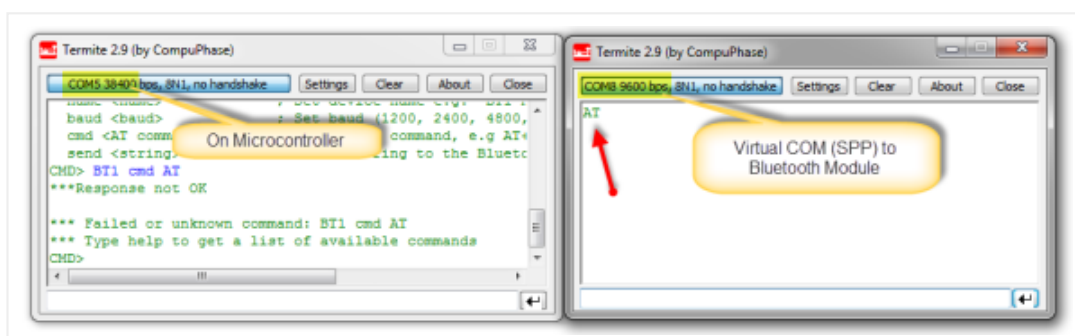 Termite 2.9 (by CompuPhase)
COM5 38400 bps, 8N1, no handshake Settings Clear About Close
baud <baud> ; Set baud (1200, 2400, 4800,
cmd <AT comm command, e.g AT+
send <string> ing to the Bluetc
On Microcontroller
CMD> BT1 cmd AT
***Response not OK
*** Failed or unknown command: BT1 cmd AT
*** Type help to get a list of available commands
CMD>
Termite 2.9 (by CompuPhase)
COM8 9600 bps, 8N1, no handshake Settings Clear About Close
AT
Virtual COM (SPP) to
Bluetooth Module